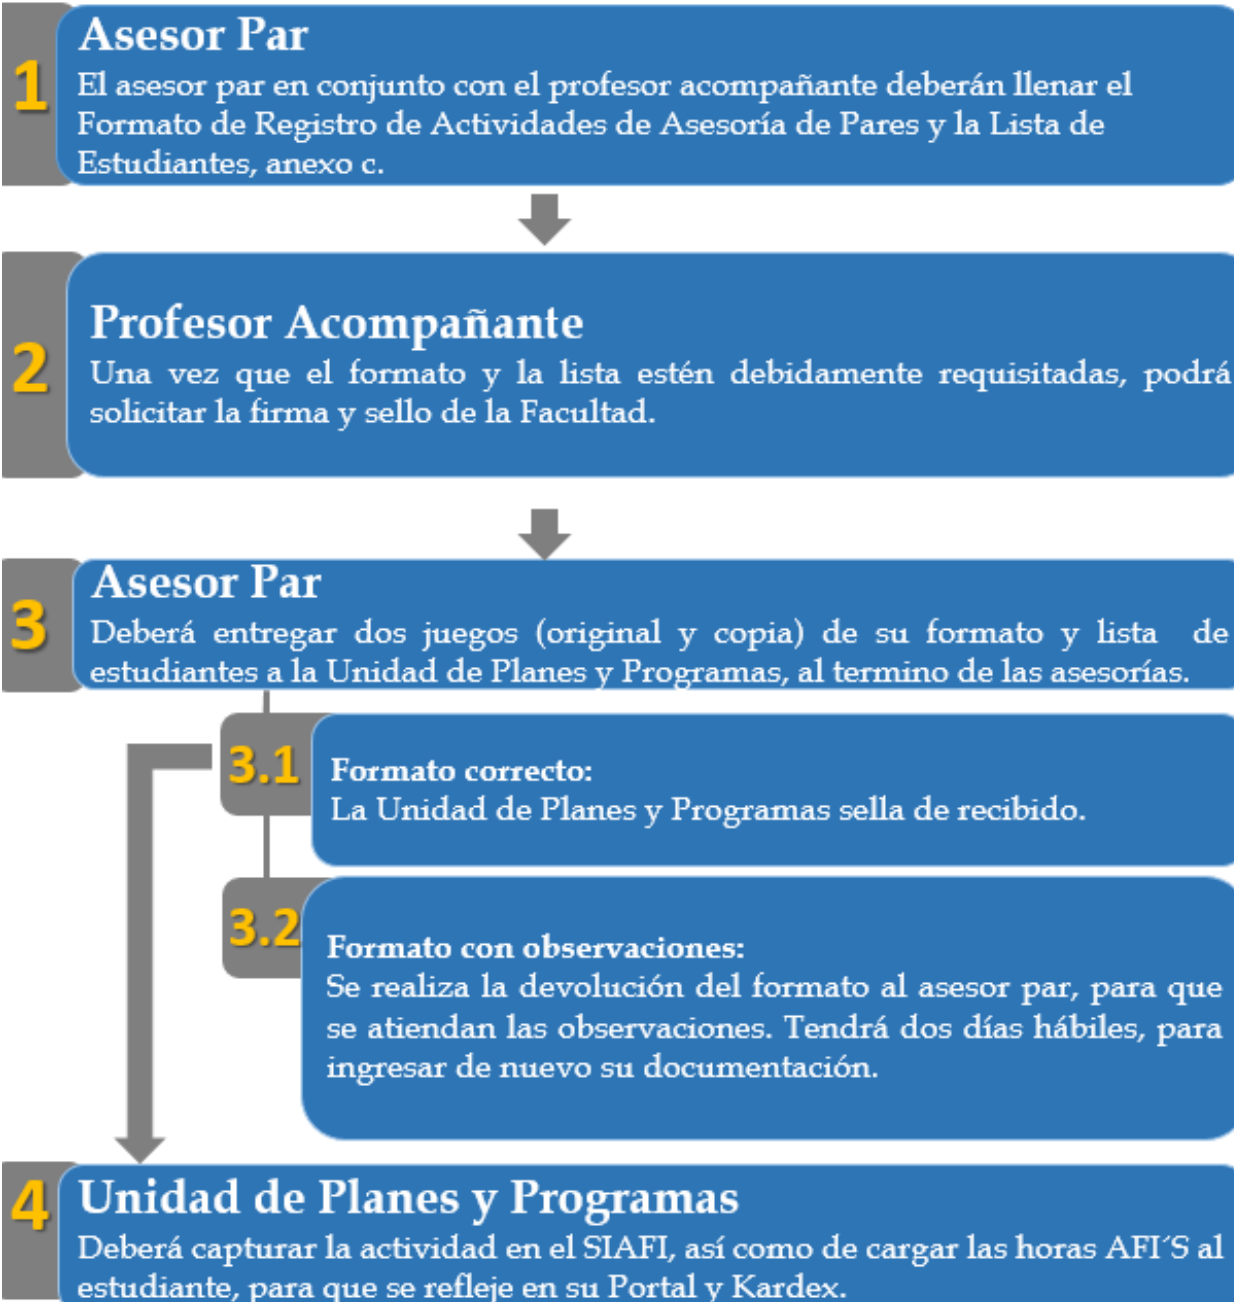 1
Asesor Par
El asesor par en conjunto con el profesor acompañante deberán llenar el
Formato de Registro de Actividades de Asesoría de Pares y la Lista de
Estudiantes, anexo c.
2
Profesor Acompañante
Una vez que el formato y la lista estén debidamente requisitadas, podrá
solicitar la firma y sello de la Facultad.
3
Asesor Par
Deberá entregar dos juegos (original y copia) de su formato y lista de
estudiantes a la Unidad de Planes y Programas, al termino de las asesorías.
3.1
Formato correcto:
La Unidad de Planes y Programas sella de recibido.
3.2
Formato con observaciones:
Se realiza la devolución del formato al asesor par, para que
se atiendan las observaciones. Tendrá dos días hábiles, para
ingresar de nuevo su documentación.
4
Unidad de Planes y Programas
Deberá capturar la actividad en el SIAFI, así como de cargar las horas AFI´S al
estudiante, para que se refleje en su Portal y Kardex.